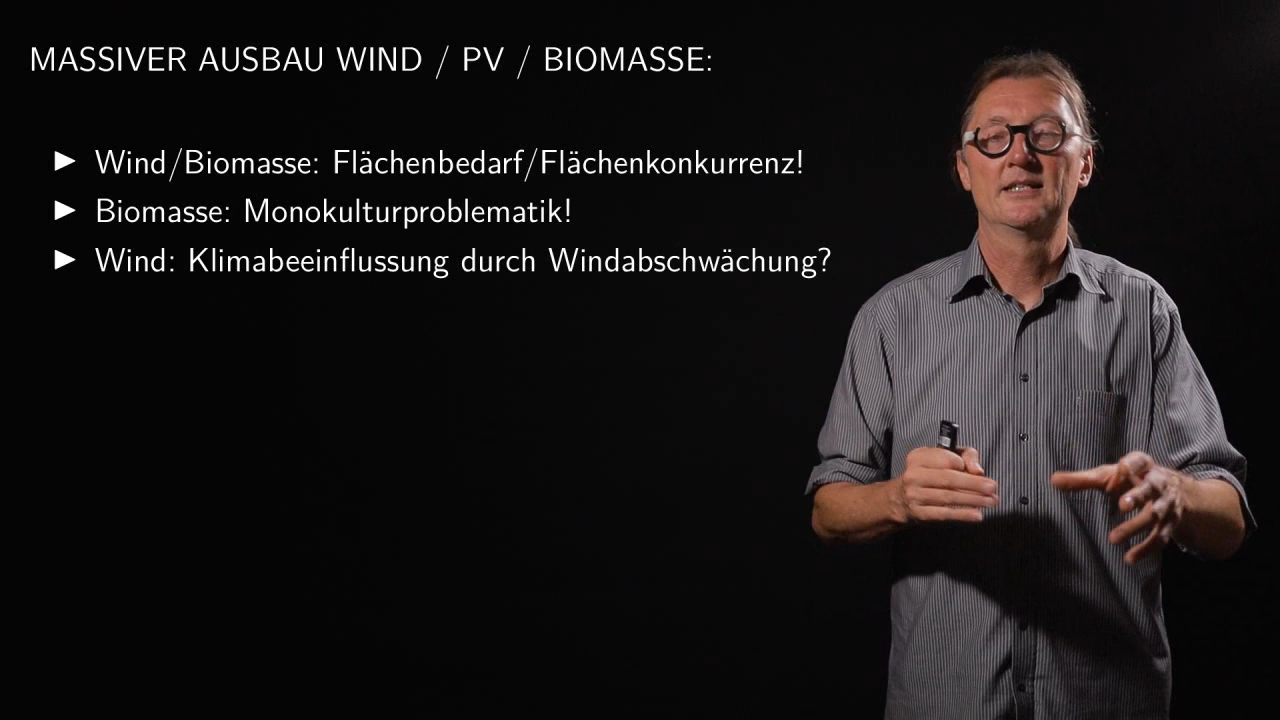 MASSIVER AUSBAU WIND / PV / BIOMASSE:
► Wind/Biomasse: Flächenbedarf/Flächenkonkurrenz!
► Biomasse: Monokulturproblematik!
► Wind: Klimabeeinflussung durch Windabschwächung?